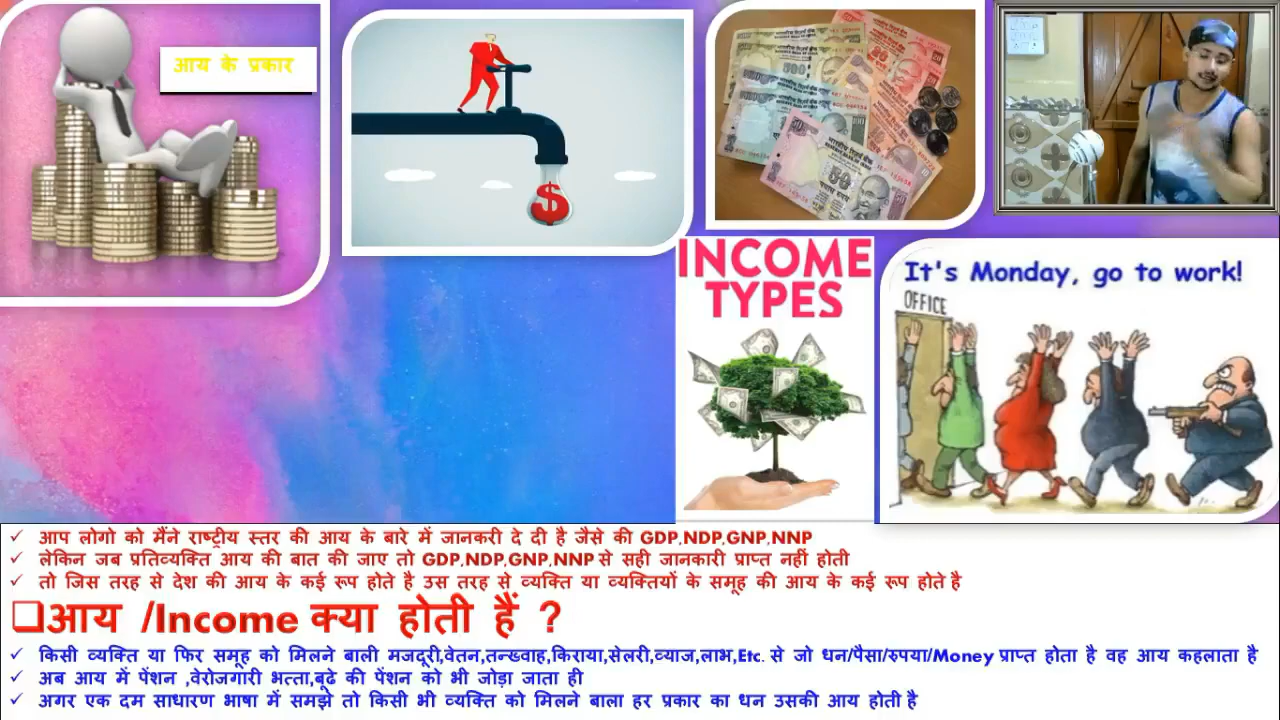 आय के प्रकार
INCOME
TYPES
It's Monday, go to work!
OFFICE
आप लोगो को मैंने राष्ट्रीय स्तर की आय के बारे में जानकरी दे दी है जैसे की GDP,NDP,GNP,NNP
लेकिन जब प्रतिव्यक्ति आय की बात की जाए तो GDP,NDP,GNP,NNP से सही जानकारी प्राप्त नहीं होती
तो जिस तरह से देश की आय के कई रूप होते है उस तरह से व्यक्ति या व्यक्तियों के समूह की आय के कई रूप होते है
आय /Income क्या होती हैं ?
किसी व्यक्ति या फिर समूह को मिलने बाली मजदूरी,वेतन,तन्ख्वाह,किराया,सेलरी,व्याज,लाभ,Etc. से जो धन/पैसा/रुपया/Money प्राप्त होता है वह आय कहलाता है
अब आय में पेंशन ,वेरोजगारी भत्ता,बूढे की पेंशन को भी जोड़ा जाता ही
अगर एक दम साधारण भाषा में समझे तो किसी भी व्यक्ति को मिलने बाला हर प्रकार का धन उसकी आय होती है